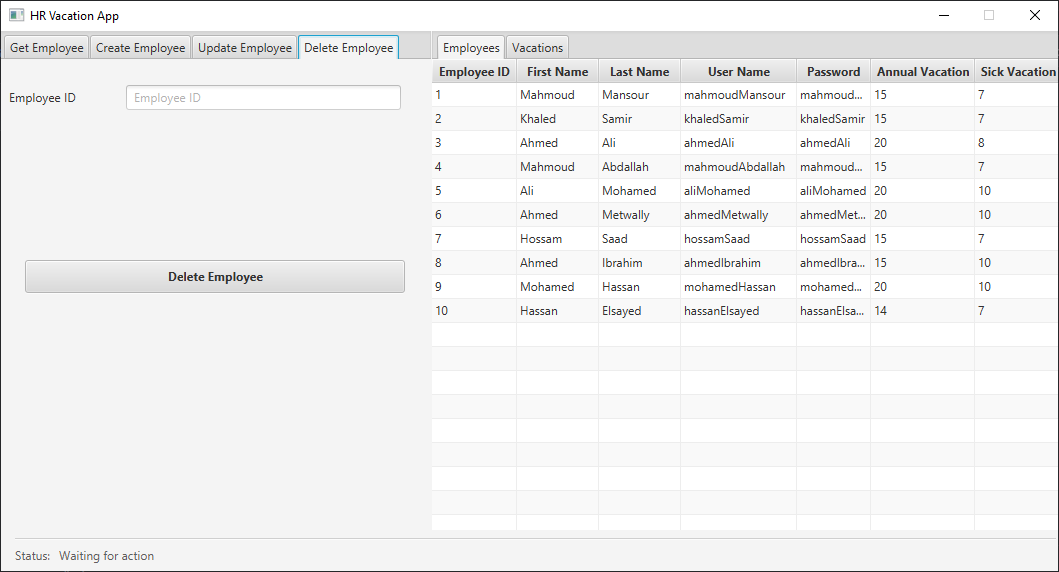 HR Vacation App
Get Employee Create Employee Update Employee Delete Employee
Employee ID Employee ID
Delete Employee
Employees Vacations
Employee ID First Name Last Name User Name Password Annual Vacation Sick Vacation
1 Mahmoud Mansour mahmoudMansour mahmoud... 15 7
2 Khaled Samir khaledSamir khaledSamir 15 7
3 Ahmed Ali ahmedAli ahmedAli 20 8
4 Mahmoud Abdallah mahmoudAbdallah mahmoud... 15 7
5 Ali Mohamed aliMohamed aliMohamed 20 10
6 Ahmed Metwally ahmedMetwally ahmedMet... 20 10
7 Hossam Saad hossamSaad hossamSaad 15 7
8 Ahmed Ibrahim ahmedIbrahim ahmedIbra... 15 10
9 Mohamed Hassan mohamedHassan mohamed... 20 10
10 Hassan Elsayed hassanElsayed hassanElsa... 14 7
Status: Waiting for action